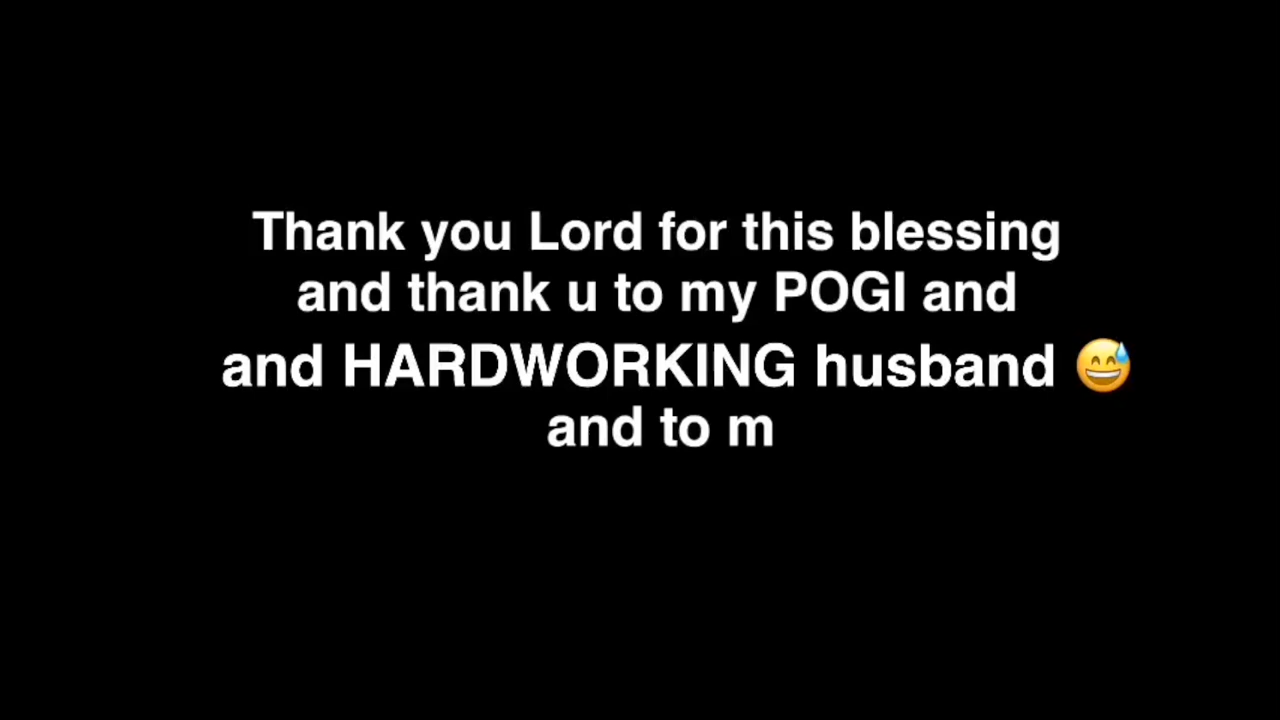 Thank you Lord for this blessing
and thank u to my POGI and
and HARDWORKING husband 😅
and to m